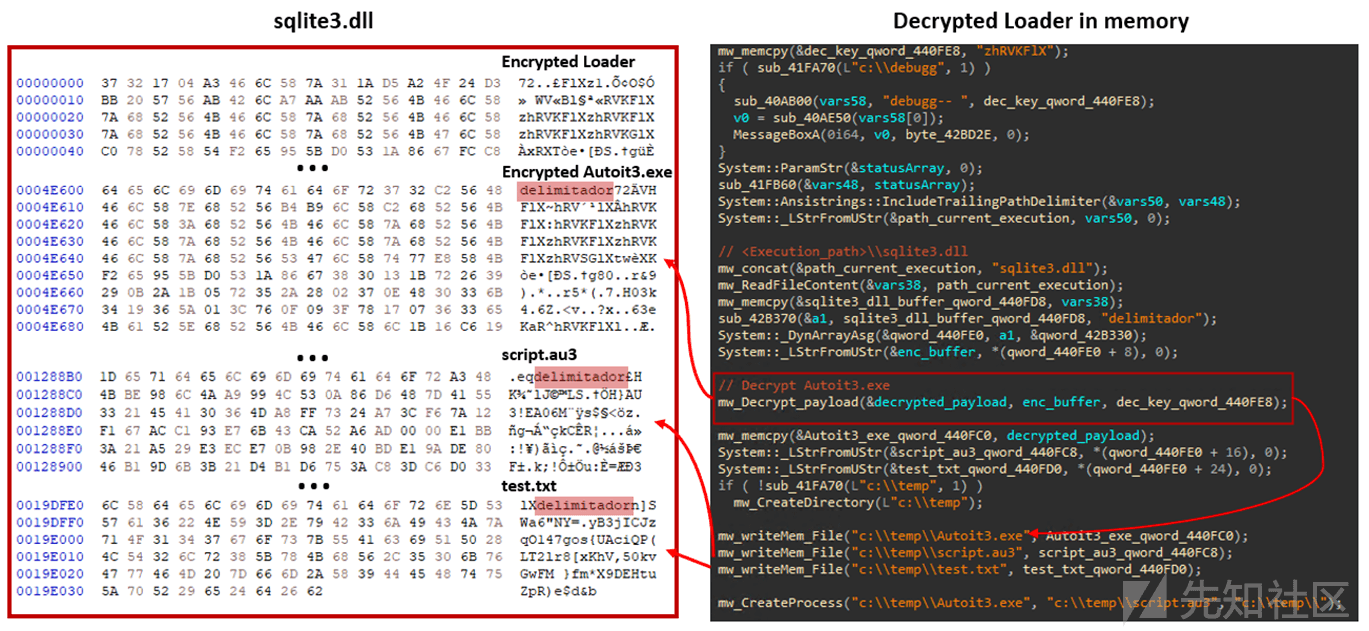 sqlite3.dll
Encrypted Loader
00000000 37 32 17 04 A3 46 6C 58 7A 31 1A D5 A2 4F 24 D3 72..£FlXz1.Õ¢O$Ó
00000010 BB 20 57 56 AB 42 6C A7 AA AB 52 56 4B 46 6C 58 » WV«Bl§ª«RVKFlX
00000020 7A 68 52 56 4B 46 6C 58 7A 68 52 56 4B 46 6C 58 zhRVKFlXzhRVKFlX
00000030 7A 68 52 56 4B 46 6C 58 7A 68 52 56 4B 47 6C 58 zhRVKFlXzhRVKGlX
00000040 C0 78 52 58 54 F2 65 95 5B D0 53 1A 86 67 FC C8 ÀxRXTòe•[ÐS.†güÈ
•••
Encrypted Autoit3.exe
0004E600 64 65 6C 69 6D 69 74 61 64 6F 72 37 32 C2 56 48 delimitador72ÂVH
0004E610 46 6C 58 7E 68 52 56 B4 B9 6C 58 C2 68 52 56 4B FlX~hRV´¹lXÂhRVK
0004E620 46 6C 58 3A 68 52 56 4B 46 6C 58 7A 68 52 56 4B FlX:hRVKFlXzhRVK
0004E630 46 6C 58 7A 68 52 56 4B 46 6C 58 7A 68 52 56 4B FlXzhRVKFlXzhRVK
0004E640 46 6C 58 7A 68 52 56 53 47 6C 58 74 77 E8 58 4B FlXzhRVSGlXtwèXK
0004E650 F2 65 95 5B D0 53 1A 86 67 38 30 13 1B 72 26 39 òe•[ÐS.†g80..r&9
0004E660 29 0B 2A 1B 05 72 35 2A 28 02 37 0E 48 30 33 6B ).*..r5*(.7.H03k
0004E670 34 19 36 5A 01 3C 76 0F 09 3F 78 17 07 36 33 65 4.6Z.<v..?x..63e
0004E680 4B 61 52 5E 68 52 56 4B 46 6C 58 6C 1B 16 C6 19 KaR^hRVKFlXl..Æ.
•••
script.au3
001288B0 1D 65 71 64 65 6C 69 6D 69 74 61 64 6F 72 A3 48 .eqdelimitador£H
001288C0 4B BE 98 6C 4A A9 99 4C 53 0A 86 D6 48 7D 41 55 K¾˜lJ©™LS.†ÖH}AU
001288D0 33 21 45 41 30 36 4D A8 FF 73 24 A7 3C F6 7A 12 3!EA06M¨ÿs$§<öz.
001288E0 F1 67 AC C1 93 E7 6B 43 CA 52 A6 AD 00 00 E1 BB ñg¬Á“çkCÊR¦­...á»
001288F0 3A 21 A5 29 E3 EC E7 0B 98 2E 40 BD E1 9A DE 80 :!¥)ãìç.˜.@½ášÞ€
00128900 46 B1 9D 6B 3B 21 D4 B1 D6 75 3A C8 3D C6 D0 33 F±.k;!Ô±Öu:È=ÆÐ3
•••
test.txt
0019DFE0 6C 58 64 65 6C 69 6D 69 74 61 64 6F 72 6E 5D 53 lXdelimitadorn]S
0019DFF0 57 61 36 22 4E 59 3D 2E 79 42 33 6A 49 43 4A 7A Wa6"NY=.yB3jICJz
0019E000 71 4F 31 34 37 67 6F 73 7B 55 41 63 69 51 50 28 qO147gos{UAciQP(
0019E010 4C 54 32 6C 72 38 5B 78 4B 68 56 2C 35 30 6B 76 LT2lr8[xKhV,50kv
0019E020 47 77 46 4D 20 7D 66 6D 2A 58 39 44 45 48 74 75 GwFM }fm*X9DEHtu
0019E030 5A 70 52 29 65 24 64 26 62 ZpR)e$d&b
Decrypted Loader in memory
mw_memcpy(&dec_key_qword_440FE8, "zhRVKFlX");
if ( sub_41FA70(L"c:\\debugg", 1) )
{
sub_40AB00(vars58, "debugg-- ", dec_key_qword_440FE8);
v0 = sub_40AE50(vars58[0]);
MessageBoxA(0i64, v0, byte_42BD2E, 0);
}
System::ParamStr(&statusArray, 0);
sub_41FB60(&vars48, statusArray);
System::Ansistrings::IncludeTrailingPathDelimiter(&vars50, vars48);
System::_LStrFromUStr(&path_current_execution, vars50, 0);
// <Execution_path>\\sqlite3.dll
mw_concat(&path_current_execution, "sqlite3.dll");
mw_ReadFileContent(&vars38, path_current_execution);
mw_memcpy(&sqlite3_dll_buffer_qword_440FD8, vars38);
sub_42B370(&a1, sqlite3_dll_buffer_qword_440FD8, "delimitador");
System::_DynArrayAsg(&qword_440FE0, a1, &qword_42B330);
System::_LStrFromUStr(&enc_buffer, *(qword_440FE0 + 8), 0);
// Decrypt Autoit3.exe
mw_Decrypt_payload(&decrypted_payload, enc_buffer, dec_key_qword_440FE8);
mw_memcpy(&Autoit3_exe_qword_440FC0, decrypted_payload);
System::_LStrFromUStr(&script_au3_qword_440FC8, *(qword_440FE0 + 16), 0);
System::_LStrFromUStr(&test_txt_qword_440FD0, *(qword_440FE0 + 24), 0);
if ( !sub_41FA70(L"c:\\temp", 1) )
mw_CreateDirectory(L"c:\\temp");
mw_writeMem_File("c:\\temp\\Autoit3.exe", Autoit3_exe_qword_440FC0);
mw_writeMem_File("c:\\temp\\script.au3", script_au3_qword_440FC8);
mw_writeMem_File("c:\\temp\\test.txt", test_txt_qword_440FD0);
mw_CreateProcess("c:\\temp\\Autoit3.exe", "c:\\temp\\script.au3", "c:\\temp\\");
先知社区